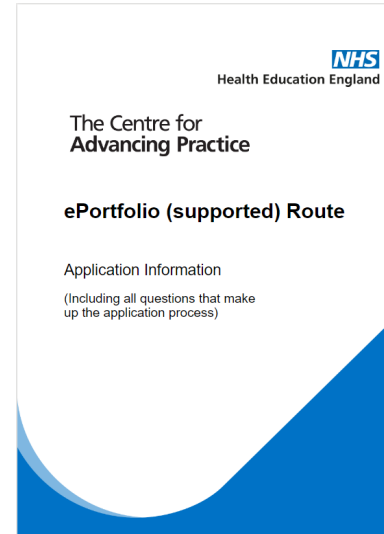 NHS
Health Education England
The Centre for
Advancing Practice
ePortfolio (supported) Route
Application Information
(Including all questions that make
up the application process)